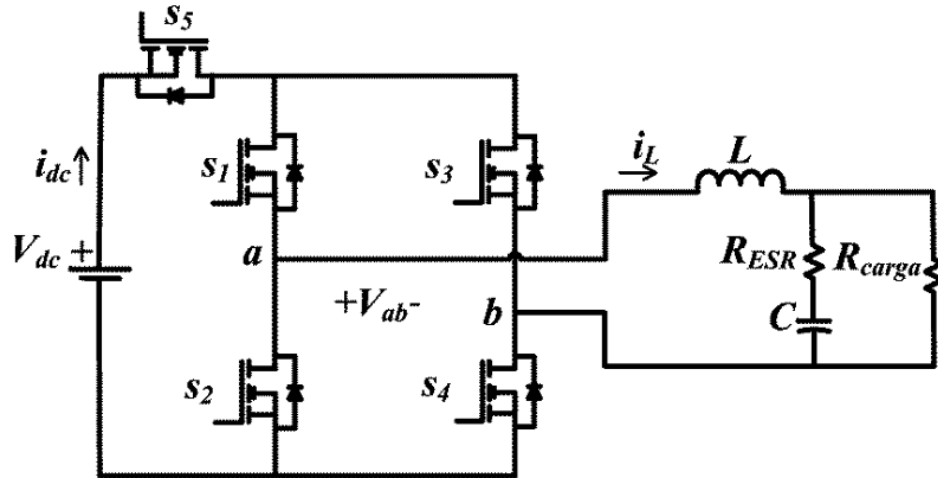 s5
idc
s1
s3
iL
L
Vdc +
a
RESR
Rcarga
+Vab-
b
C
s2
s4